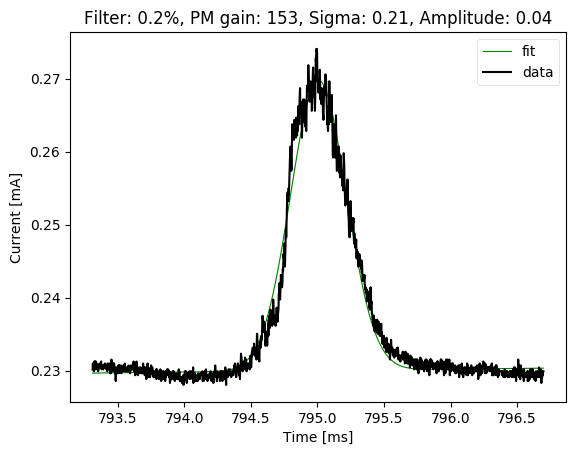 Filter: 0.2%, PM gain: 153, Sigma: 0.21, Amplitude: 0.04
fit
data
0.27
0.26
0.25
0.24
0.23
Current [mA]
793.5 794.0 794.5 795.0 795.5 796.0 796.5
Time [ms]